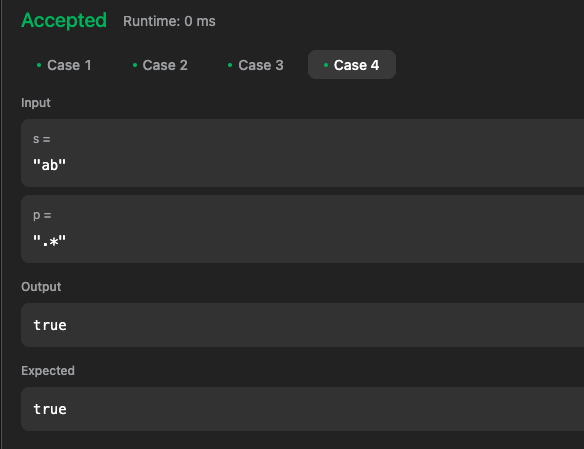 Accepted Runtime: 0 ms
• Case 1 • Case 2 • Case 3 • Case 4
Input
s =
"ab"
p =
".*"
Output
true
Expected
true